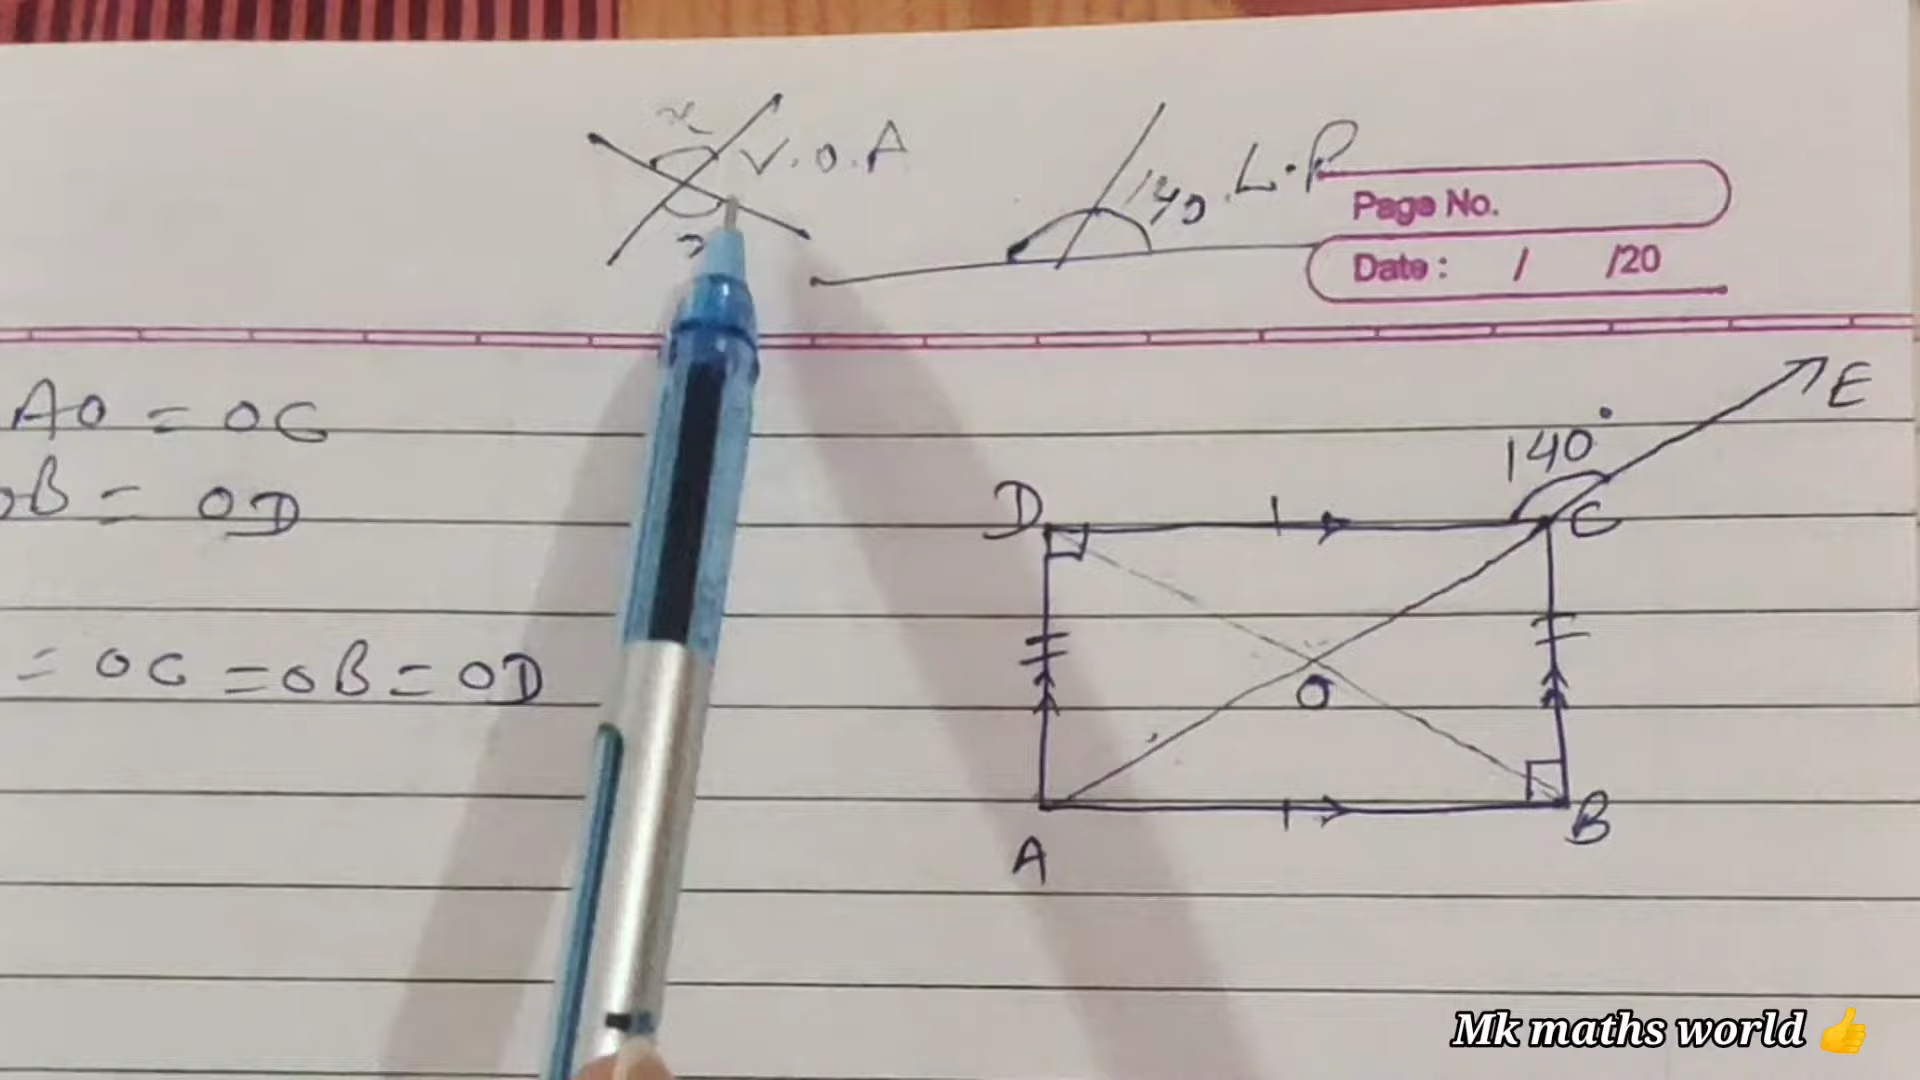 x V.O.A
140 L.P
Page No.
Date : / /20
AO = OC
OB = OD
= OC = OB = OD
E
140°
D C
O
A B
Mk maths world 👍